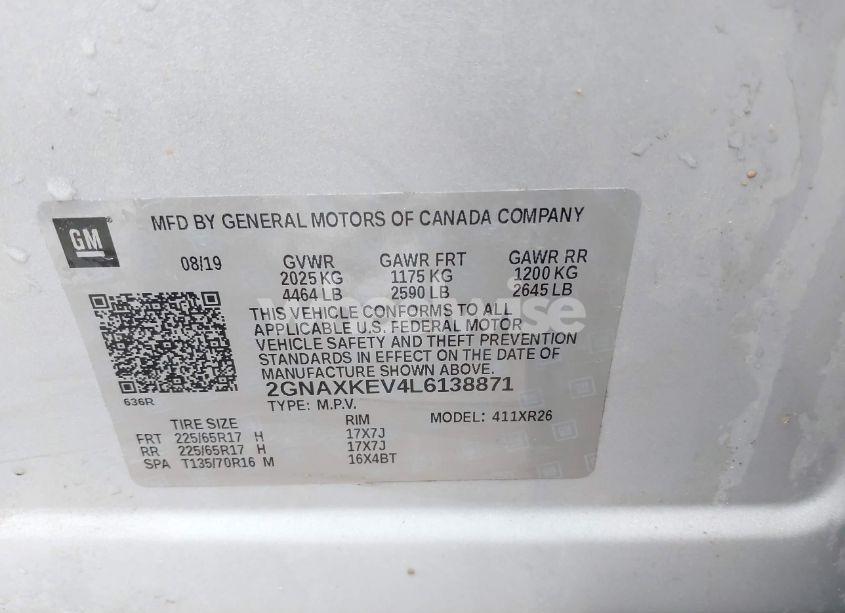 GM
MFD BY GENERAL MOTORS OF CANADA COMPANY
08/19 GVWR GAWR FRT GAWR RR
2025 KG 1175 KG 1200 KG
4464 LB 2590 LB 2645 LB
THIS VEHICLE CONFORMS TO ALL
APPLICABLE U.S. FEDERAL MOTOR
VEHICLE SAFETY AND THEFT PREVENTION
STANDARDS IN EFFECT ON THE DATE OF
MANUFACTURE SHOWN ABOVE.
2GNAXKEV4L6138871
636R
TYPE: M.P.V. MODEL: 411XR26
TIRE SIZE RIM
FRT 225/65R17 H 17X7J
RR 225/65R17 H 17X7J
SPA T135/70R16 M 16X4BT